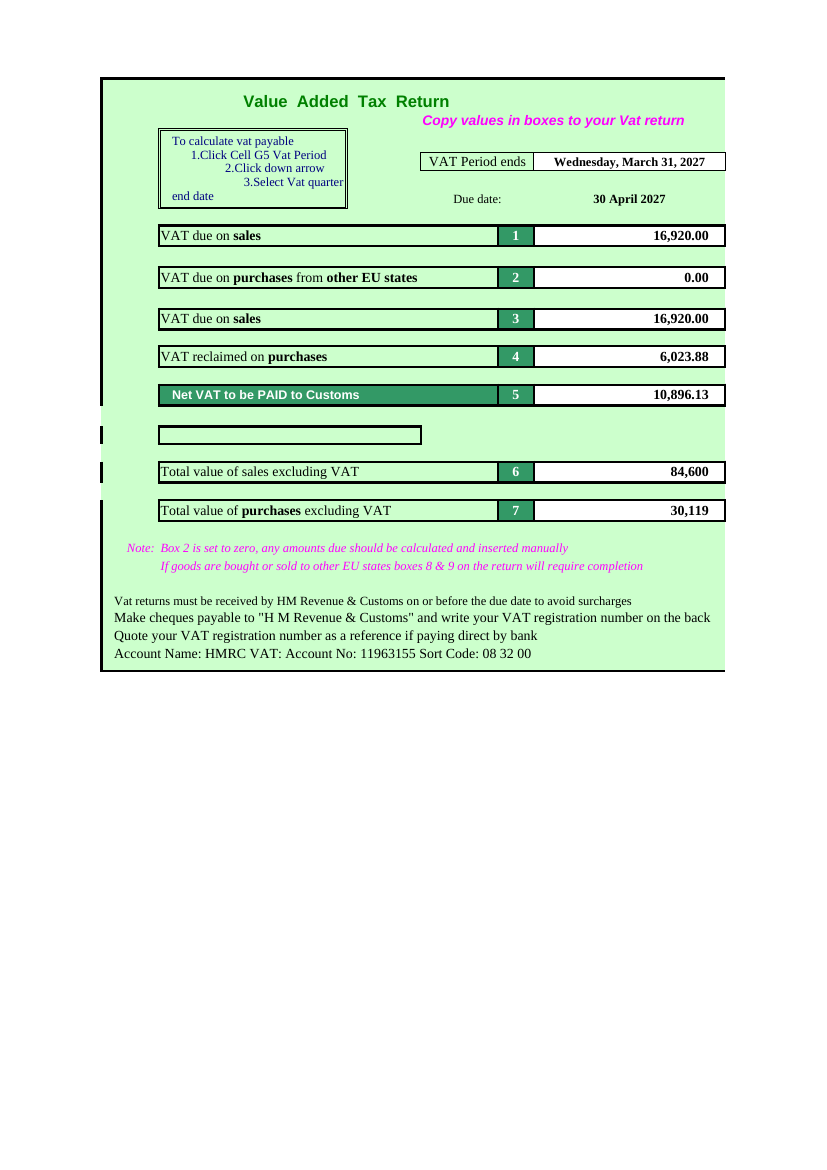 Value Added Tax Return
Copy values in boxes to your Vat return
To calculate vat payable
1.Click Cell G5 Vat Period
2.Click down arrow
3.Select Vat quarter
end date
VAT Period ends Wednesday, March 31, 2027
Due date: 30 April 2027
VAT due on sales 1 16,920.00
VAT due on purchases from other EU states 2 0.00
VAT due on sales 3 16,920.00
VAT reclaimed on purchases 4 6,023.88
Net VAT to be PAID to Customs 5 10,896.13
Total value of sales excluding VAT 6 84,600
Total value of purchases excluding VAT 7 30,119
Note: Box 2 is set to zero, any amounts due should be calculated and inserted manually
If goods are bought or sold to other EU states boxes 8 & 9 on the return will require completion
Vat returns must be received by HM Revenue & Customs on or before the due date to avoid surcharges
Make cheques payable to "H M Revenue & Customs" and write your VAT registration number on the back
Quote your VAT registration number as a reference if paying direct by bank
Account Name: HMRC VAT: Account No: 11963155 Sort Code: 08 32 00